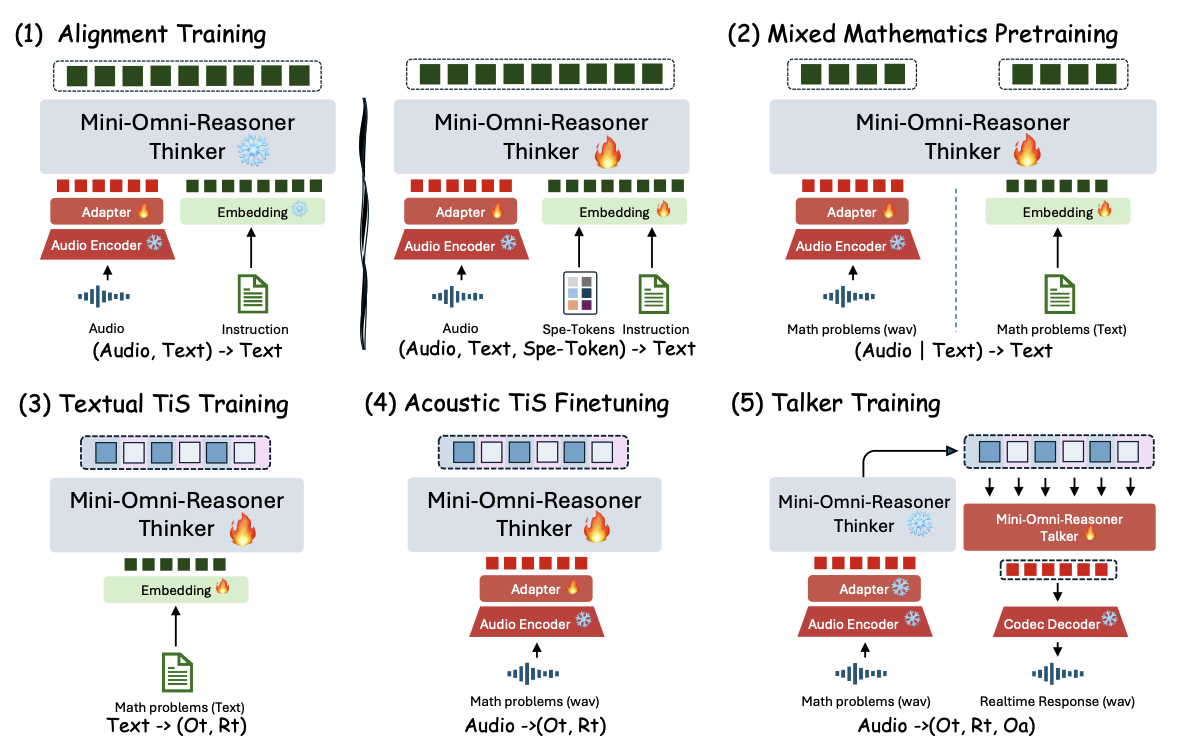 (1) Alignment Training
Mini-Omni-Reasoner
Thinker
Adapter
Embedding
Audio Encoder
Audio
Instruction
(Audio, Text) -> Text
Mini-Omni-Reasoner
Thinker
Adapter
Embedding
Audio Encoder
Audio
Spe-Tokens
Instruction
(Audio, Text, Spe-Token) -> Text
(2) Mixed Mathematics Pretraining
Mini-Omni-Reasoner
Thinker
Adapter
Embedding
Audio Encoder
Math problems (wav)
Math problems (Text)
(Audio | Text) -> Text
(3) Textual TiS Training
Mini-Omni-Reasoner
Thinker
Embedding
Math problems (Text)
Text -> (Ot, Rt)
(4) Acoustic TiS Finetuning
Mini-Omni-Reasoner
Thinker
Adapter
Audio Encoder
Math problems (wav)
Audio ->(Ot, Rt)
(5) Talker Training
Mini-Omni-Reasoner
Thinker
Adapter
Audio Encoder
Math problems (wav)
Mini-Omni-Reasoner
Talker
Codec Decoder
Realtime Response (wav)
Audio ->(Ot, Rt, Oa)